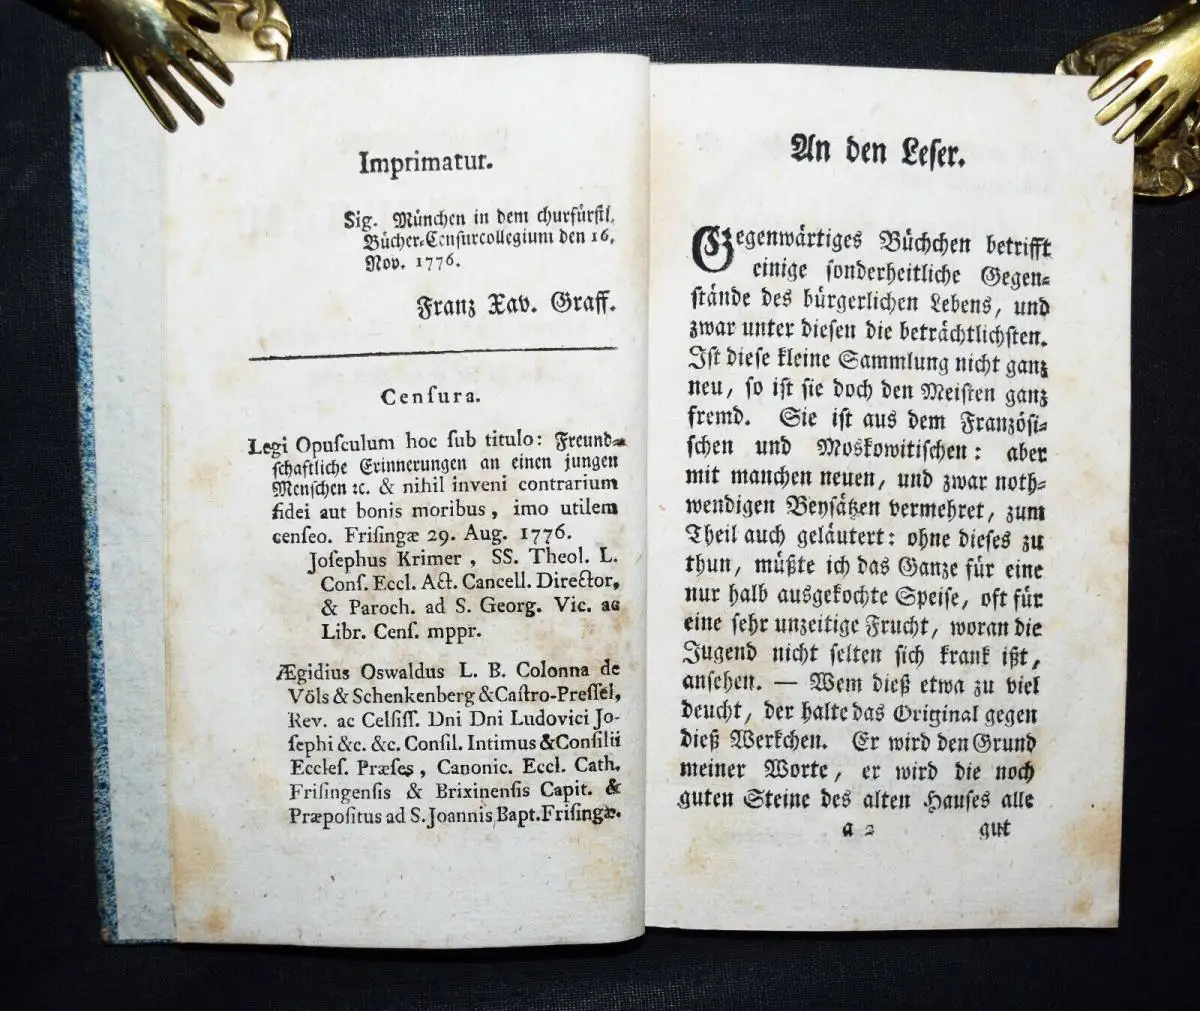 Imprimatur.
Sig. München in dem churfürstl.
Bücher-Censurcollegium den 16.
Nov. 1776.
Franz Xav. Graff.
Censura.
Legi Opusculum hoc sub titulo: Freund-
schaftliche Erinnerungen an einen jungen
Menschen ꝛc. & nihil inveni contrarium
fidei aut bonis moribus, imo utilem
censeo. Frisingæ 29. Aug. 1776.
Josephus Krimer, SS. Theol. L.
Cons. Eccl. Act. Cancell. Director,
& Paroch. ad S. Georg. Vic. ac
Libr. Cens. mppr.
Ægidius Oswaldus L. B. Colonna de
Völs & Schenkenberg & Castro-Pressel,
Rev. ac Celsiss. Dni Dni Ludovici Jo-
sephi &c. &c. Consil. Intimus & Consilii
Eccles. Præses, Canonic. Eccl. Cath.
Frisingensis & Brixinensis Capit. &
Præpositus ad S. Joannis Bapt. Frisingæ.
An den Leser.
Gegenwärtiges Büchchen betrifft
einige sonderheitliche Gegen-
stände des bürgerlichen Lebens, und
zwar unter diesen die beträchtlichsten.
Ist diese kleine Sammlung nicht ganz
neu, so ist sie doch den Meisten ganz
fremd. Sie ist aus dem Französi-
schen und Moskowitischen: aber
mit manchen neuen, und zwar noth-
wendigen Beysätzen vermehret, zum
Theil auch geläutert: ohne dieses zu
thun, müßte ich das Ganze für eine
nur halb ausgekochte Speise, oft für
eine sehr unzeitige Frucht, woran die
Jugend nicht selten sich krank ißt,
ansehen. — Wem dieß etwa zu viel
deucht, der halte das Original gegen
dieß Werkchen. Er wird den Grund
meiner Worte, er wird die noch
guten Steine des alten Hauses alle
a 2 gut